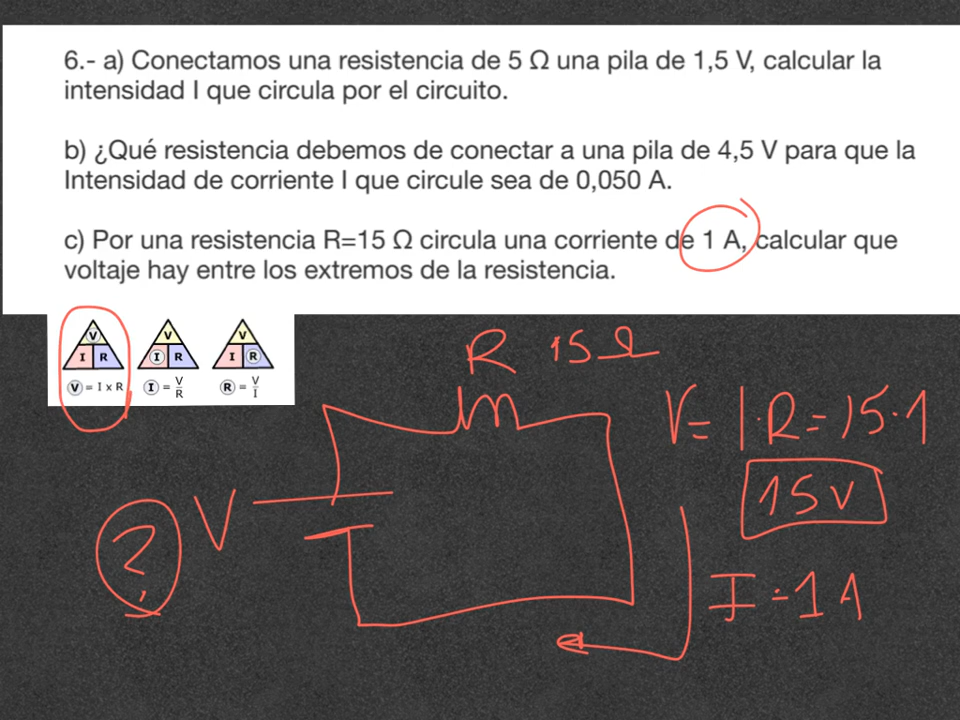 6.- a) Conectamos una resistencia de 5 Ω una pila de 1,5 V, calcular la
intensidad I que circula por el circuito.
b) ¿Qué resistencia debemos de conectar a una pila de 4,5 V para que la
Intensidad de corriente I que circule sea de 0,050 A.
c) Por una resistencia R=15 Ω circula una corriente de 1 A, calcular que
voltaje hay entre los extremos de la resistencia.
V V V
I R I R I R
V = I x R I = V/R R = V/I
R 15 Ω
V = I·R = 15·1
15 V
? V
I = 1 A